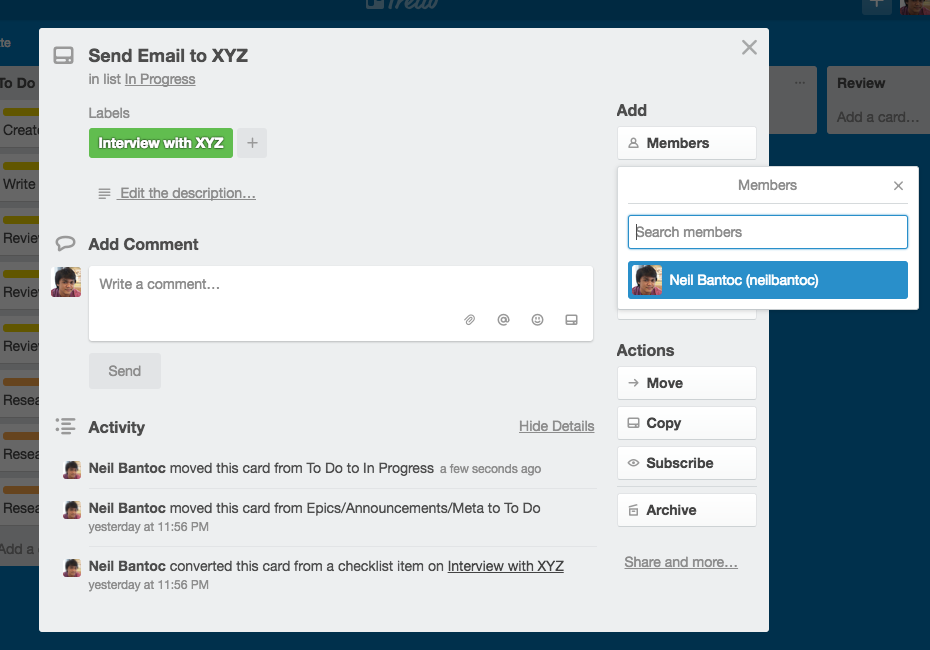 Trello
te
Send Email to XYZ
in list In Progress
Labels
Interview with XYZ
+
Edit the description…
Add Comment
Write a comment…
@
Send
Activity
Hide Details
Neil Bantoc moved this card from To Do to In Progress a few seconds ago
Neil Bantoc moved this card from Epics/Announcements/Meta to To Do
yesterday at 11:56 PM
Neil Bantoc converted this card from a checklist item on Interview with XYZ
yesterday at 11:56 PM
Add
Members
Members
Search members
Neil Bantoc (neilbantoc)
Actions
Move
Copy
Subscribe
Archive
Share and more…
To Do
Create
Write
Review
Review
Review
Resea
Resea
Resea
Add a
Review
Add a card…